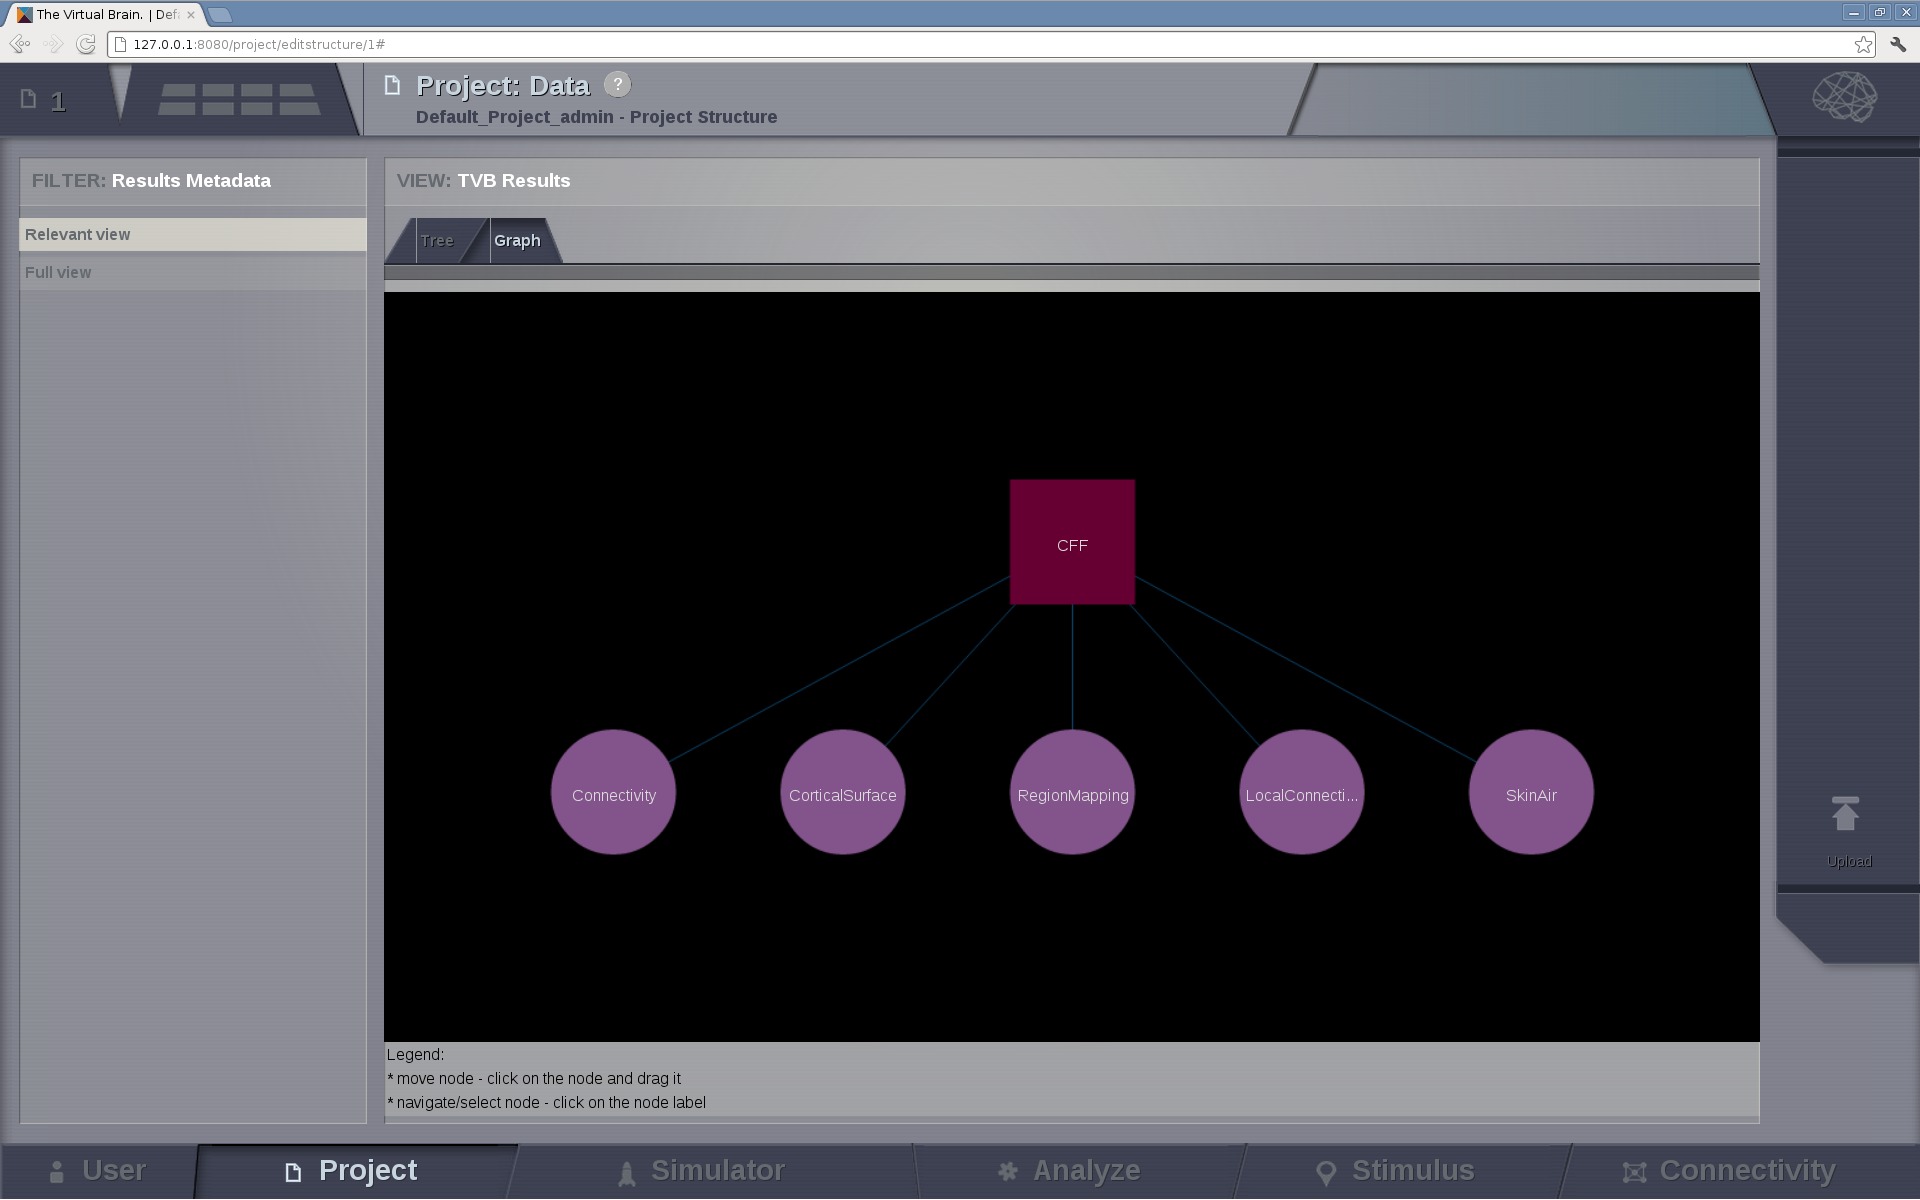 The Virtual Brain. | Def
127.0.0.1:8080/project/editstructure/1#
1
Project: Data ?
Default_Project_admin - Project Structure
FILTER: Results Metadata
Relevant view
Full view
VIEW: TVB Results
Tree
Graph
CFF
Connectivity
CorticalSurface
RegionMapping
LocalConnecti...
SkinAir
Upload
Legend:
* move node - click on the node and drag it
* navigate/select node - click on the node label
User
Project
Simulator
Analyze
Stimulus
Connectivity